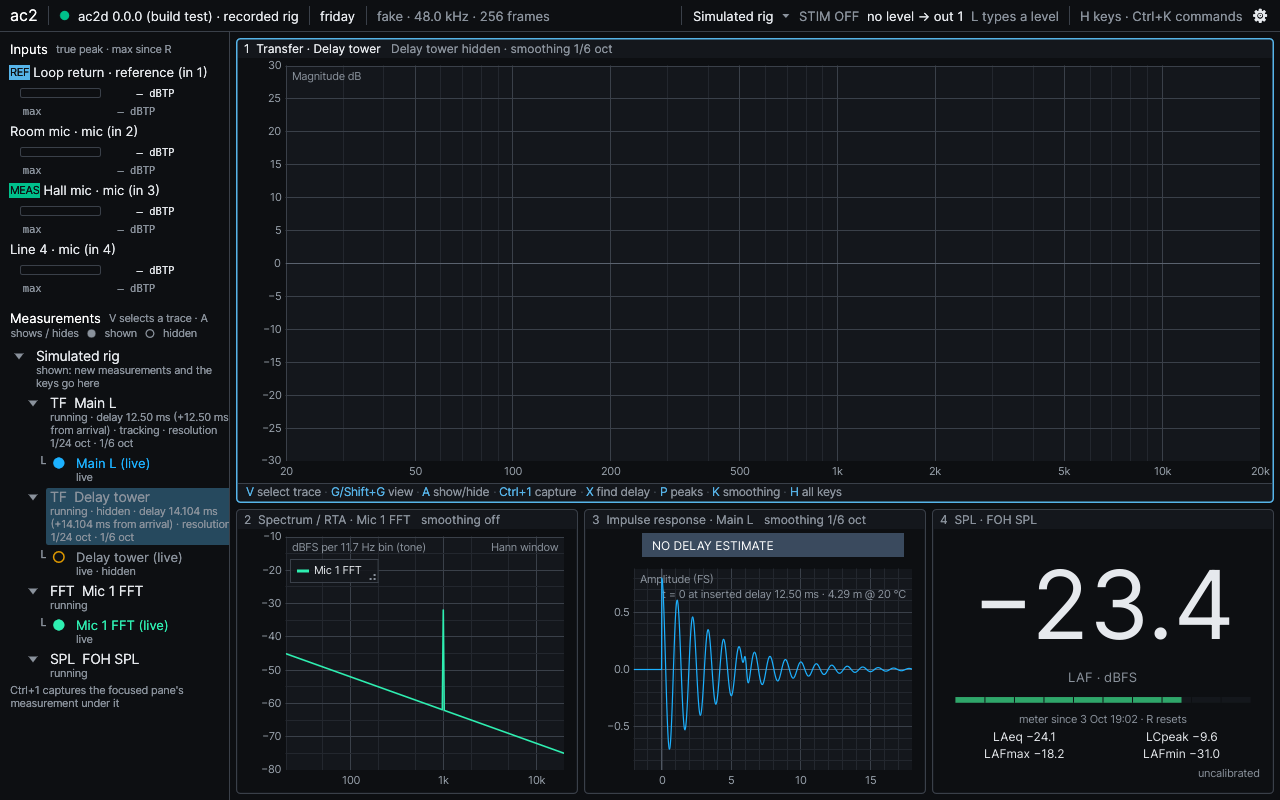 ac2 ac2d 0.0.0 (build test) · recorded rig friday fake · 48.0 kHz · 256 frames Simulated rig STIM OFF no level → out 1 L types a level H keys · Ctrl+K commands
Inputs true peak · max since R
REF Loop return · reference (in 1)
– dBTP
max – dBTP
Room mic · mic (in 2)
– dBTP
max – dBTP
MEAS Hall mic · mic (in 3)
– dBTP
max – dBTP
Line 4 · mic (in 4)
– dBTP
max – dBTP
Measurements V selects a trace · A
shows / hides shown hidden
Simulated rig
shown: new measurements and the
keys go here
TF Main L
running · delay 12.50 ms (+12.50 ms
from arrival) · tracking · resolution
1/24 oct · 1/6 oct
Main L (live)
live
TF Delay tower
running · hidden · delay 14.104 ms
(+14.104 ms from arrival) · resolution
1/24 oct · 1/6 oct
Delay tower (live)
live · hidden
FFT Mic 1 FFT
running
Mic 1 FFT (live)
live
SPL FOH SPL
running
Ctrl+1 captures the focused pane's
measurement under it
1 Transfer · Delay tower Delay tower hidden · smoothing 1/6 oct
Magnitude dB
30
25
20
15
10
5
0
−5
−10
−15
−20
−25
−30
20 50 100 200 500 1k 2k 5k 10k 20k
V select trace · G/Shift+G view · A show/hide · Ctrl+1 capture · X find delay · P peaks · K smoothing · H all keys
2 Spectrum / RTA · Mic 1 FFT smoothing off
dBFS per 11.7 Hz bin (tone) Hann window
Mic 1 FFT
−10
−20
−30
−40
−50
−60
−70
−80
100 1k 10k
3 Impulse response · Main L smoothing 1/6 oct
NO DELAY ESTIMATE
Amplitude (FS)
t = 0 at inserted delay 12.50 ms · 4.29 m @ 20 °C
0.5
0.0
−0.5
0 5 10 15
4 SPL · FOH SPL
−23.4
LAF · dBFS
meter since 3 Oct 19:02 · R resets
LAeq −24.1 LCpeak −9.6
LAFmax −18.2 LAFmin −31.0
uncalibrated